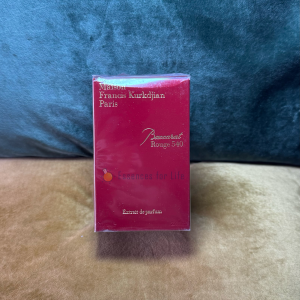 Maison
Francis Kurkdjian
Paris
Baccarat
Rouge 540
Extrait de parfum